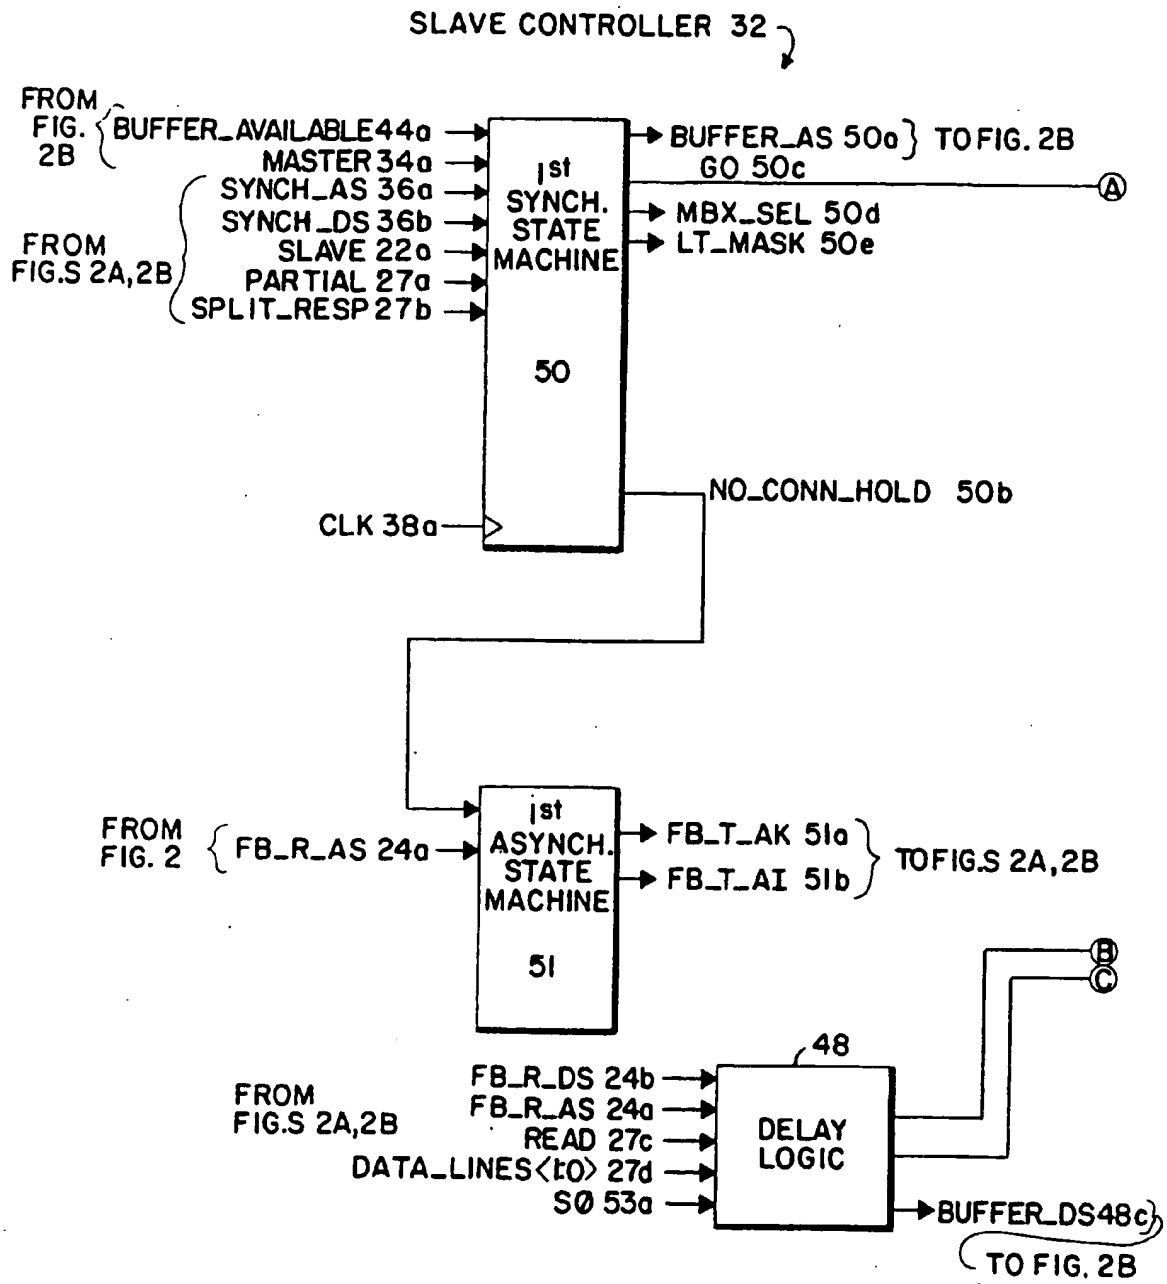 SLAVE CONTROLLER 32
FROM
FIG.
2B
BUFFER_AVAILABLE 44a
MASTER 34a
SYNCH_AS 36a
SYNCH_DS 36b
SLAVE 22a
PARTIAL 27a
SPLIT_RESP 27b
FROM
FIG.S 2A,2B
1st
SYNCH.
STATE
MACHINE
50
CLK 38a
BUFFER_AS 50a
TO FIG. 2B
GO 50c
A
MBX_SEL 50d
LT_MASK 50e
NO_CONN_HOLD 50b
FROM
FIG. 2
FB_R_AS 24a
1st
ASYNCH.
STATE
MACHINE
51
FB_T_AK 51a
FB_T_AI 51b
TO FIG.S 2A,2B
B
C
48
FROM
FIG.S 2A,2B
FB_R_DS 24b
FB_R_AS 24a
READ 27c
DATA_LINES<1:0> 27d
SØ 53a
DELAY
LOGIC
BUFFER_DS 48c
TO FIG. 2B